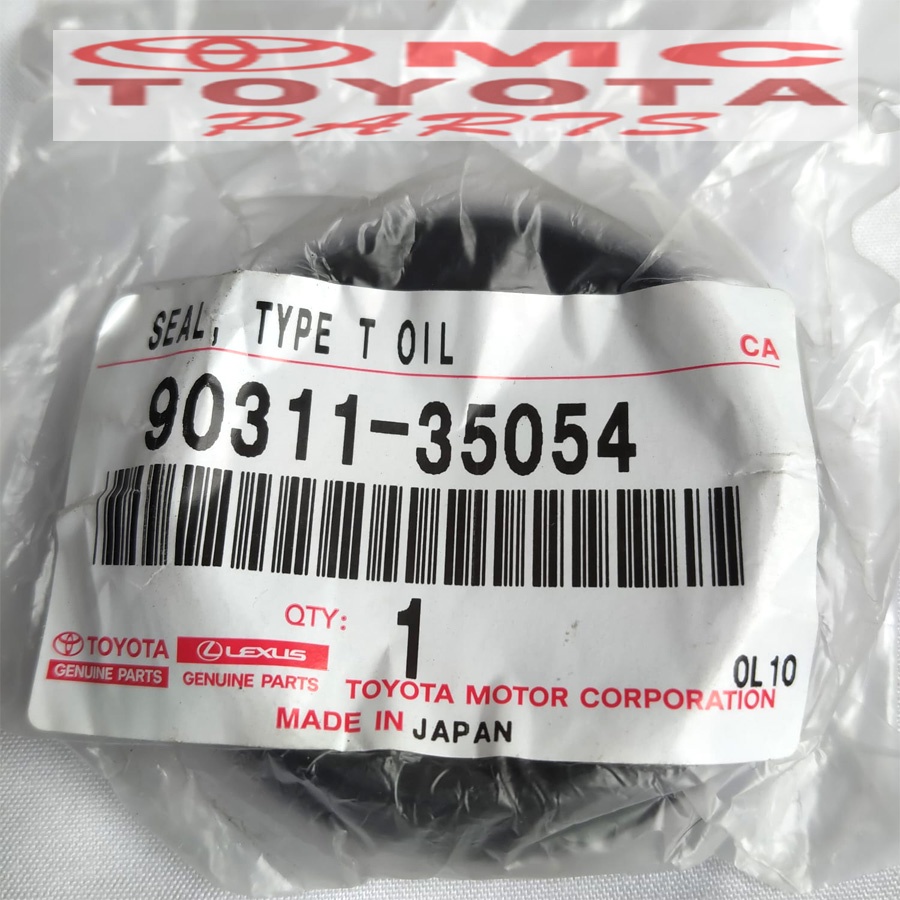 OMC
TOYOTA
PARTS
SEAL, TYPE T OIL
CA
90311-35054
QTY: 1
TOYOTA
GENUINE PARTS
LEXUS
GENUINE PARTS
OL10
TOYOTA MOTOR CORPORATION
MADE IN JAPAN